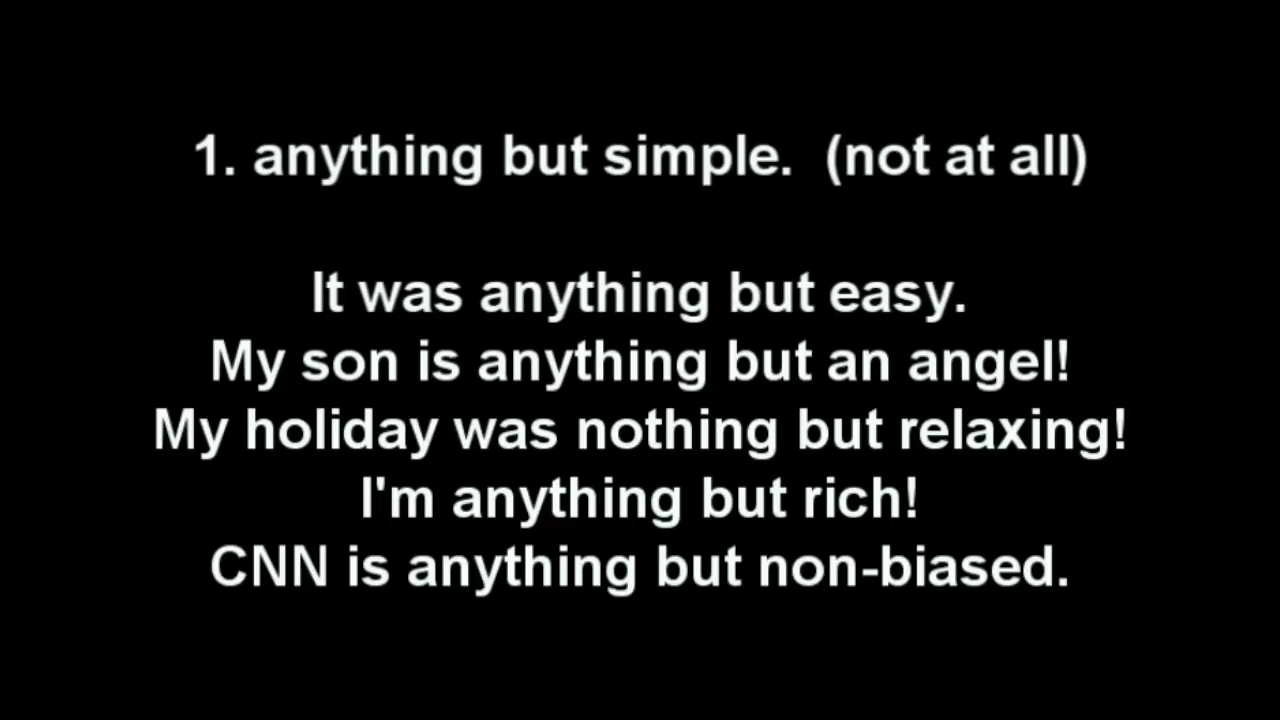 1. anything but simple.  (not at all)
It was anything but easy.
My son is anything but an angel!
My holiday was nothing but relaxing!
I'm anything but rich!
CNN is anything but non-biased.